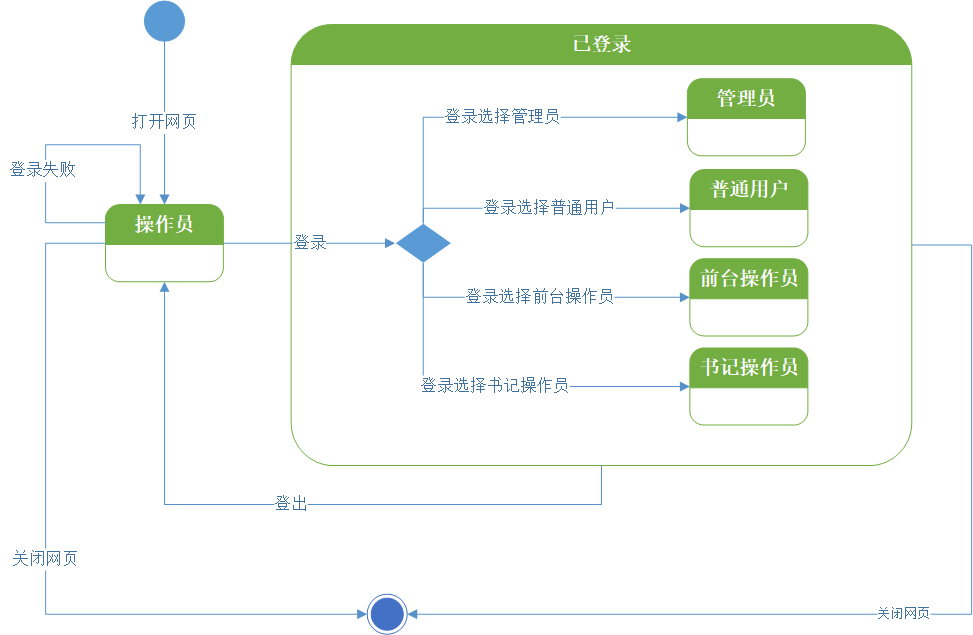 已登录
管理员
登录选择管理员
打开网页
登录失败
普通用户
登录选择普通用户
操作员
登录
前台操作员
登录选择前台操作员
书记操作员
登录选择书记操作员
登出
关闭网页
关闭网页